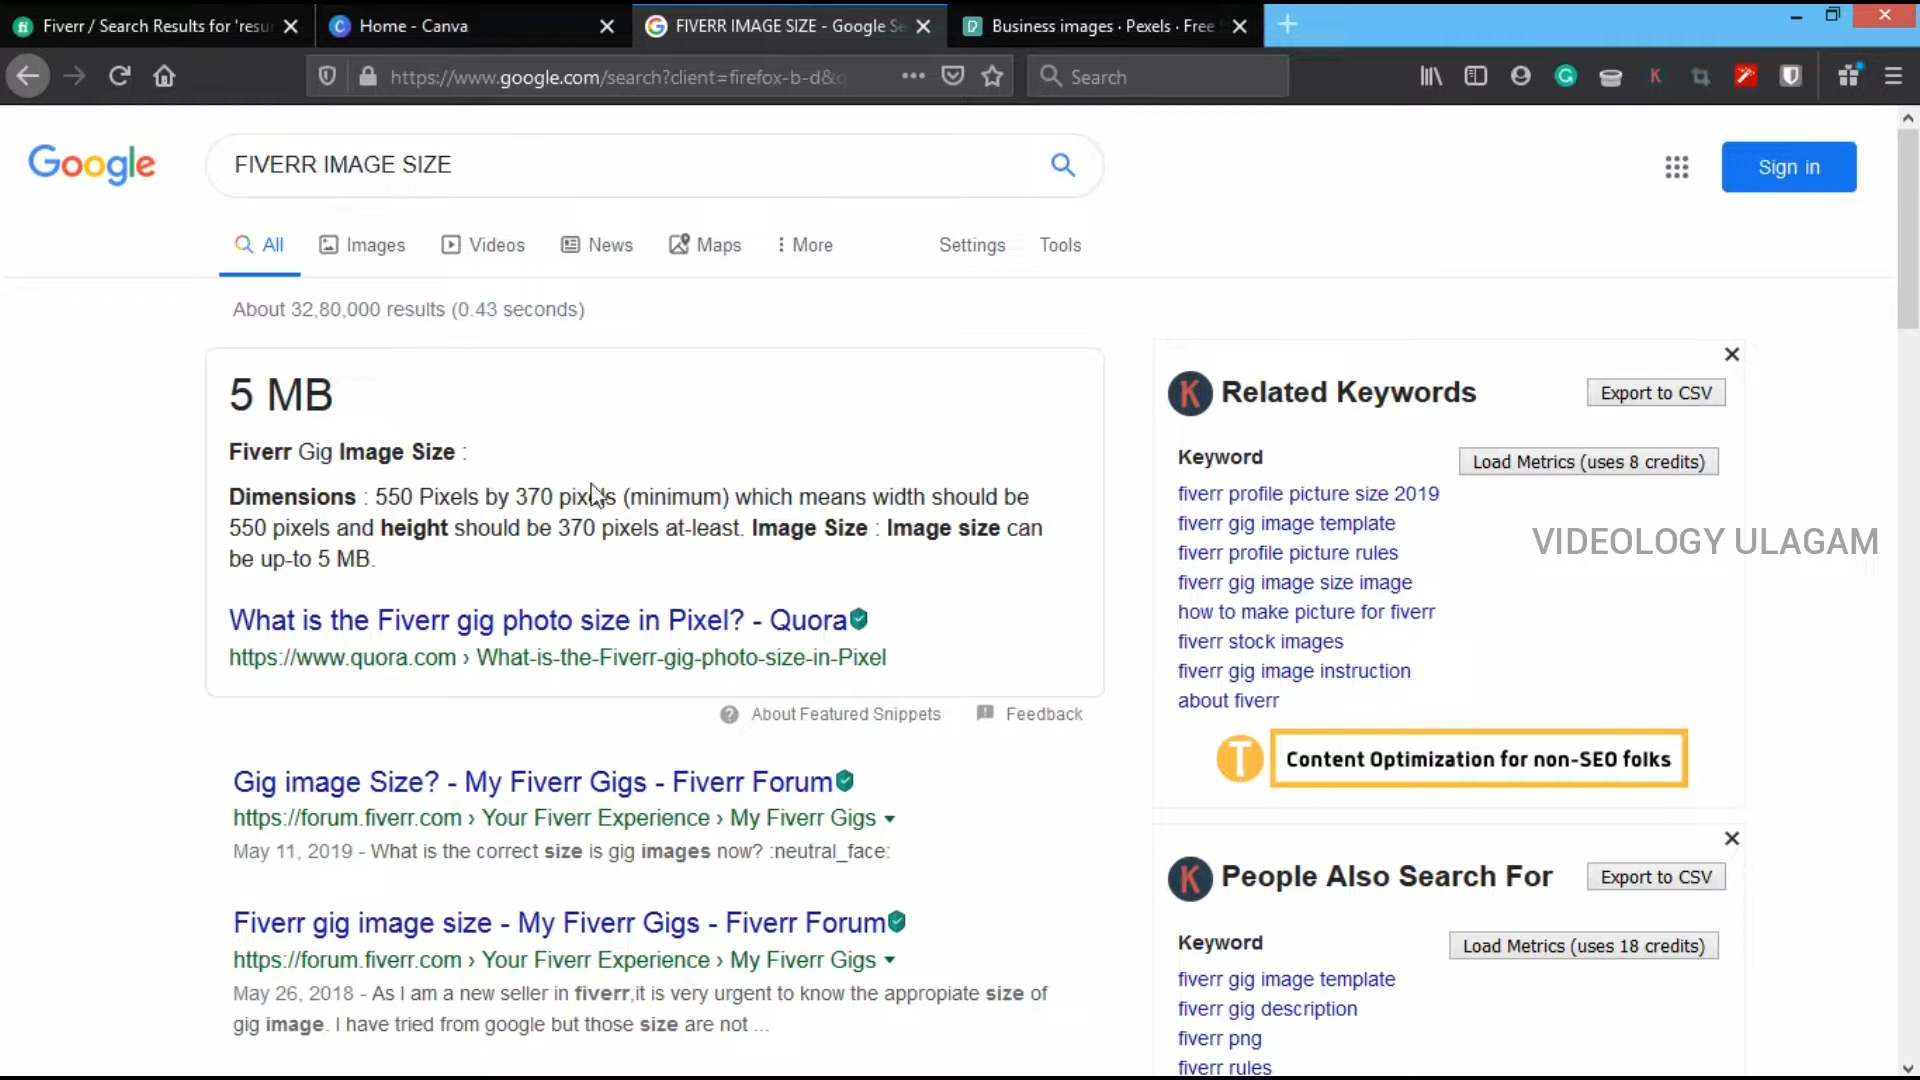 Fiverr / Search Results for 'resu
Home - Canva
FIVERR IMAGE SIZE - Google Se
Business images · Pexels · Free
https://www.google.com/search?client=firefox-b-d&q
Search
Google
FIVERR IMAGE SIZE
Sign in
All
Images
Videos
News
Maps
More
Settings
Tools
About 32,80,000 results (0.43 seconds)
5 MB
Fiverr Gig Image Size :
Dimensions : 550 Pixels by 370 pixels (minimum) which means width should be
550 pixels and height should be 370 pixels at-least. Image Size : Image size can
be up-to 5 MB.
What is the Fiverr gig photo size in Pixel? - Quora
https://www.quora.com › What-is-the-Fiverr-gig-photo-size-in-Pixel
About Featured Snippets
Feedback
Gig image Size? - My Fiverr Gigs - Fiverr Forum
https://forum.fiverr.com › Your Fiverr Experience › My Fiverr Gigs
May 11, 2019 - What is the correct size is gig images now? :neutral_face:
Fiverr gig image size - My Fiverr Gigs - Fiverr Forum
https://forum.fiverr.com › Your Fiverr Experience › My Fiverr Gigs
May 26, 2018 - As I am a new seller in fiverr,it is very urgent to know the appropiate size of
gig image. I have tried from google but those size are not ...
K
Related Keywords
Export to CSV
Keyword
Load Metrics (uses 8 credits)
fiverr profile picture size 2019
fiverr gig image template
fiverr profile picture rules
fiverr gig image size image
how to make picture for fiverr
fiverr stock images
fiverr gig image instruction
about fiverr
VIDEOLOGY ULAGAM
T
Content Optimization for non-SEO folks
K
People Also Search For
Export to CSV
Keyword
Load Metrics (uses 18 credits)
fiverr gig image template
fiverr gig description
fiverr png
fiverr rules